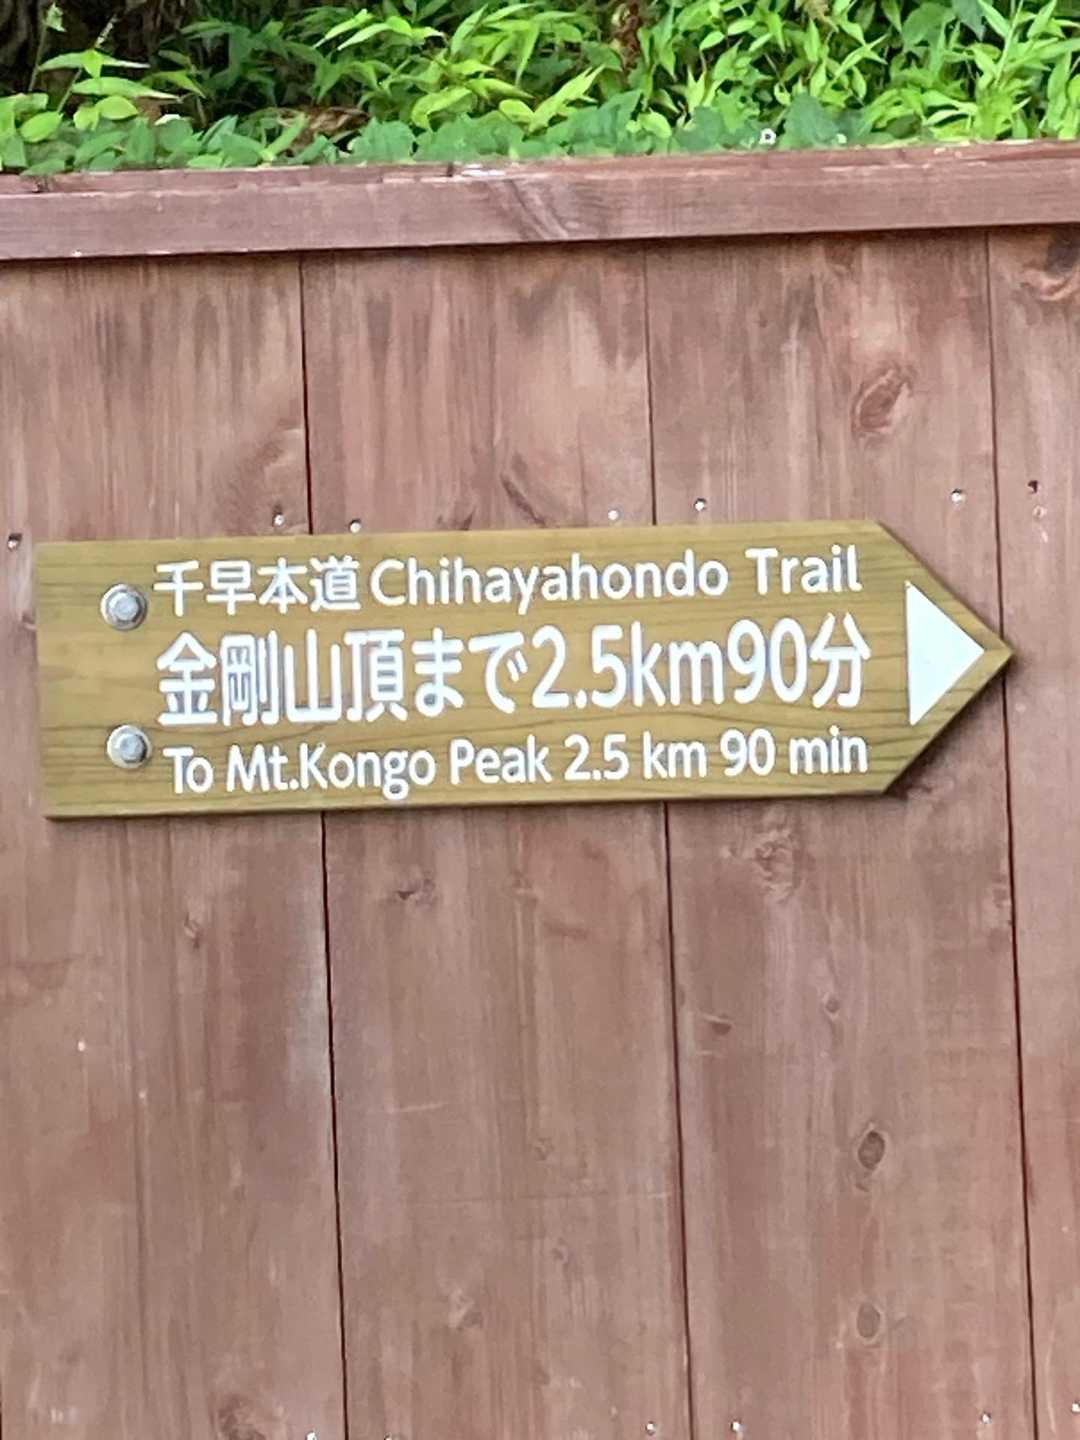 千早本道 Chihayahondo Trail
金剛山頂まで2.5km90分
To Mt.Kongo Peak 2.5 km 90 min